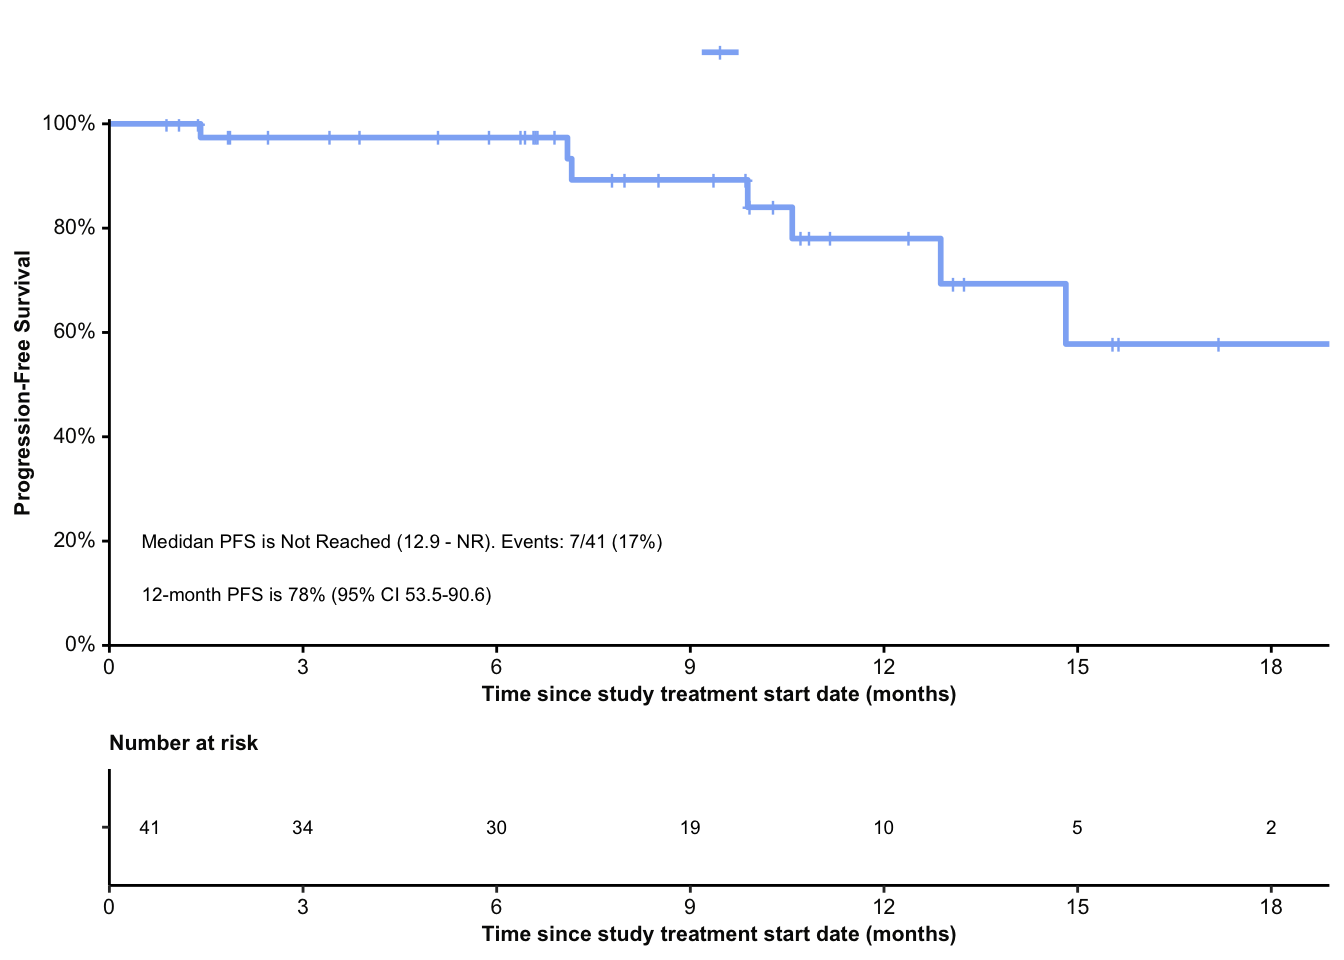 100%
80%
60%
40%
20%
0%
Progression-Free Survival
Medidan PFS is Not Reached (12.9 - NR). Events: 7/41 (17%)
12-month PFS is 78% (95% CI 53.5-90.6)
0 3 6 9 12 15 18
Time since study treatment start date (months)
Number at risk
41 34 30 19 10 5 2
0 3 6 9 12 15 18
Time since study treatment start date (months)